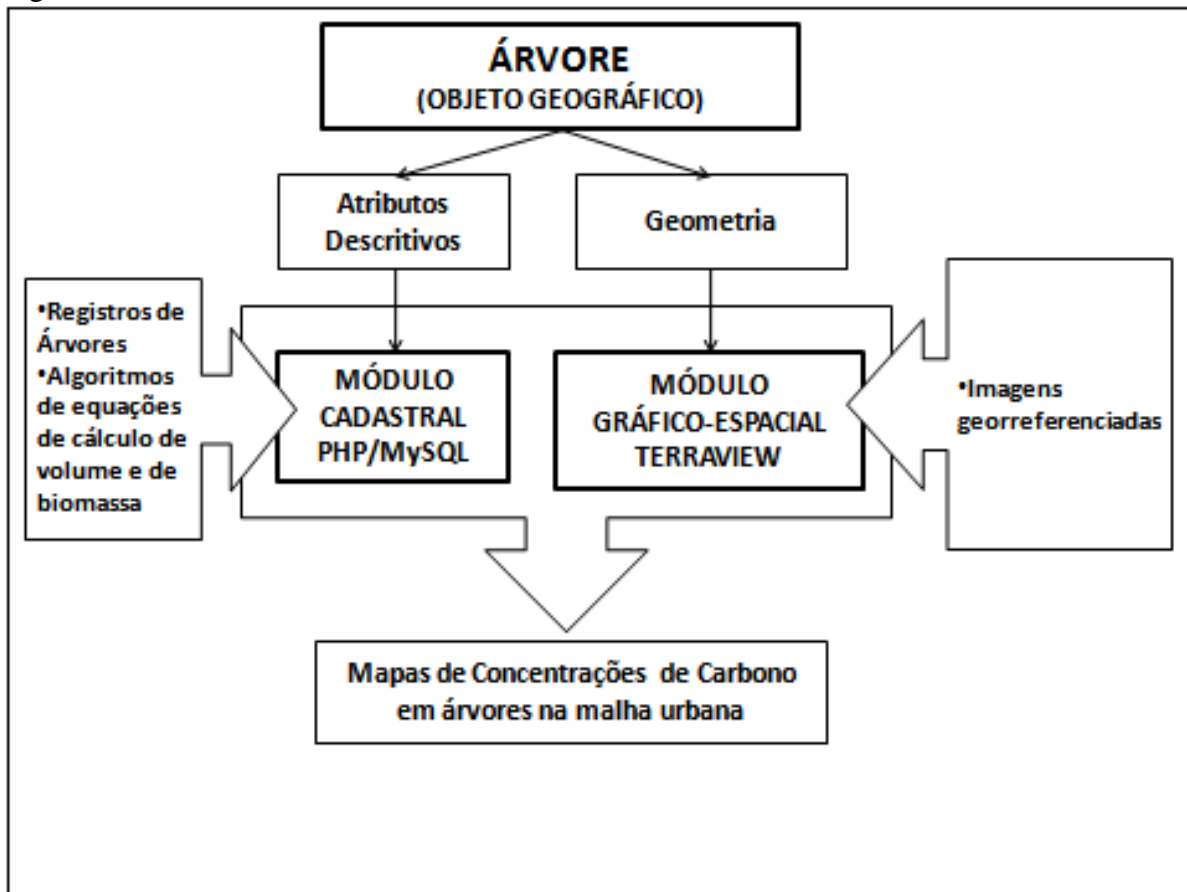 ÁRVORE
(OBJETO GEOGRÁFICO)
Atributos
Descritivos
Geometria
•Registros de
Árvores
•Algoritmos
de equações
de cálculo de
volume e de
biomassa
MÓDULO
CADASTRAL
PHP/MySQL
MÓDULO
GRÁFICO-ESPACIAL
TERRAVIEW
•Imagens
georreferenciadas
Mapas de Concentrações de Carbono
em árvores na malha urbana